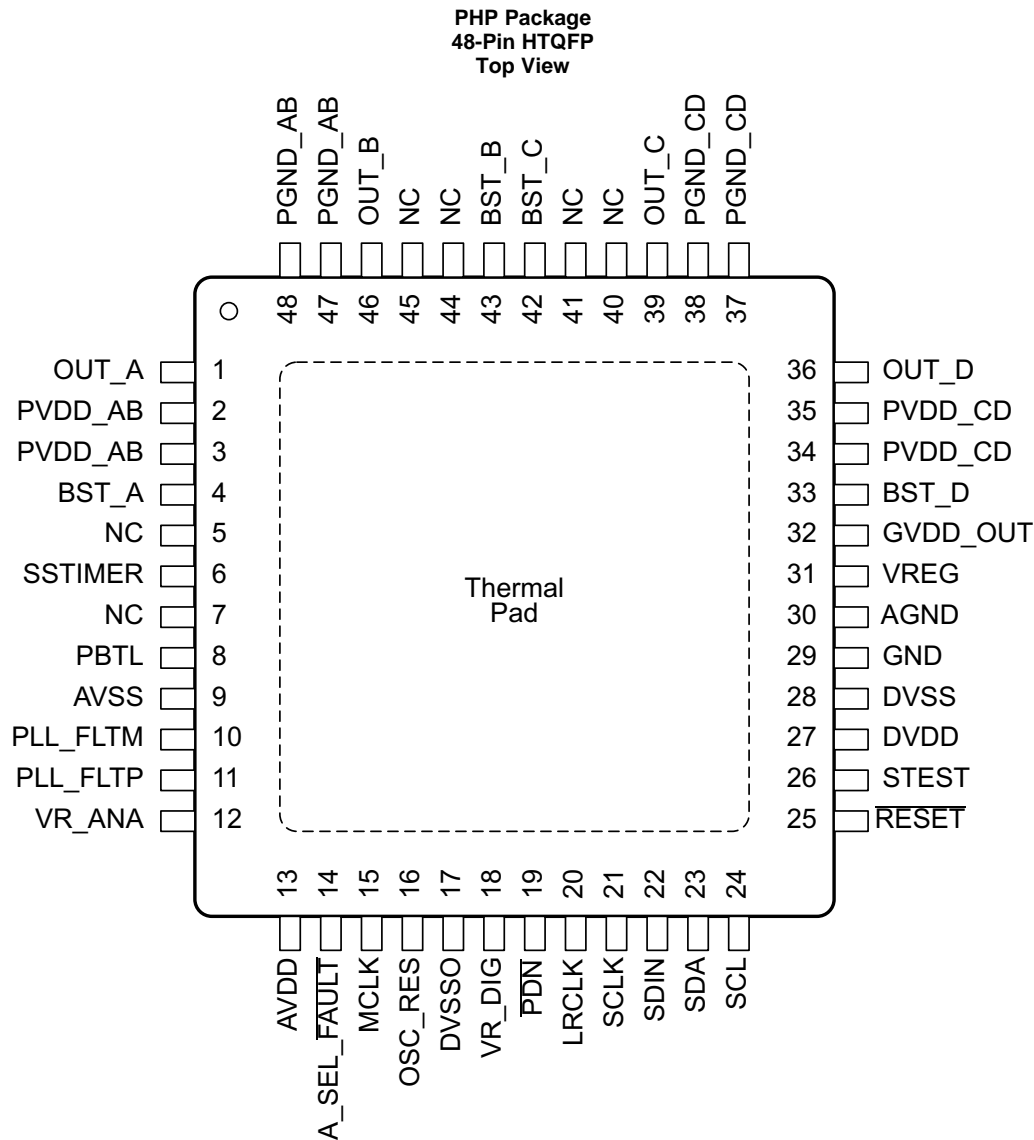 PHP Package
48-Pin HTQFP
Top View
PGND_AB
PGND_AB
OUT_B
NC
NC
BST_B
BST_C
NC
NC
OUT_C
PGND_CD
PGND_CD
48 47 46 45 44 43 42 41 40 39 38 37
OUT_A 1 36 OUT_D
PVDD_AB 2 35 PVDD_CD
PVDD_AB 3 34 PVDD_CD
BST_A 4 33 BST_D
NC 5 32 GVDD_OUT
SSTIMER 6 31 VREG
NC 7 30 AGND
PBTL 8 29 GND
AVSS 9 28 DVSS
PLL_FLTM 10 27 DVDD
PLL_FLTP 11 26 STEST
VR_ANA 12 25 R̅E̅S̅E̅T̅
Thermal
Pad
13 14 15 16 17 18 19 20 21 22 23 24
AVDD
A_SEL_F̅A̅U̅L̅T̅
MCLK
OSC_RES
DVSSO
VR_DIG
P̅D̅N̅
LRCLK
SCLK
SDIN
SDA
SCL